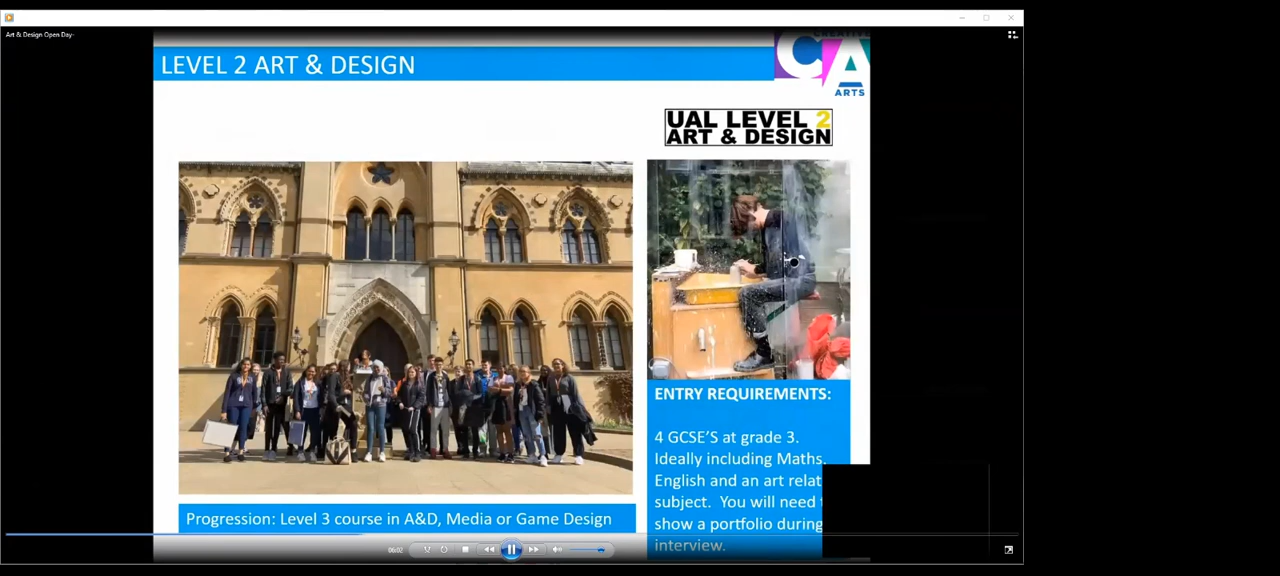 Art & Design Open Day-
LEVEL 2 ART & DESIGN
CREATIVE
CA
ARTS
UAL LEVEL 2
ART & DESIGN
ENTRY REQUIREMENTS:
4 GCSE'S at grade 3.
Ideally including Maths,
English and an art relat
subject. You will need
show a portfolio during
interview.
Progression: Level 3 course in A&D, Media or Game Design
06:02